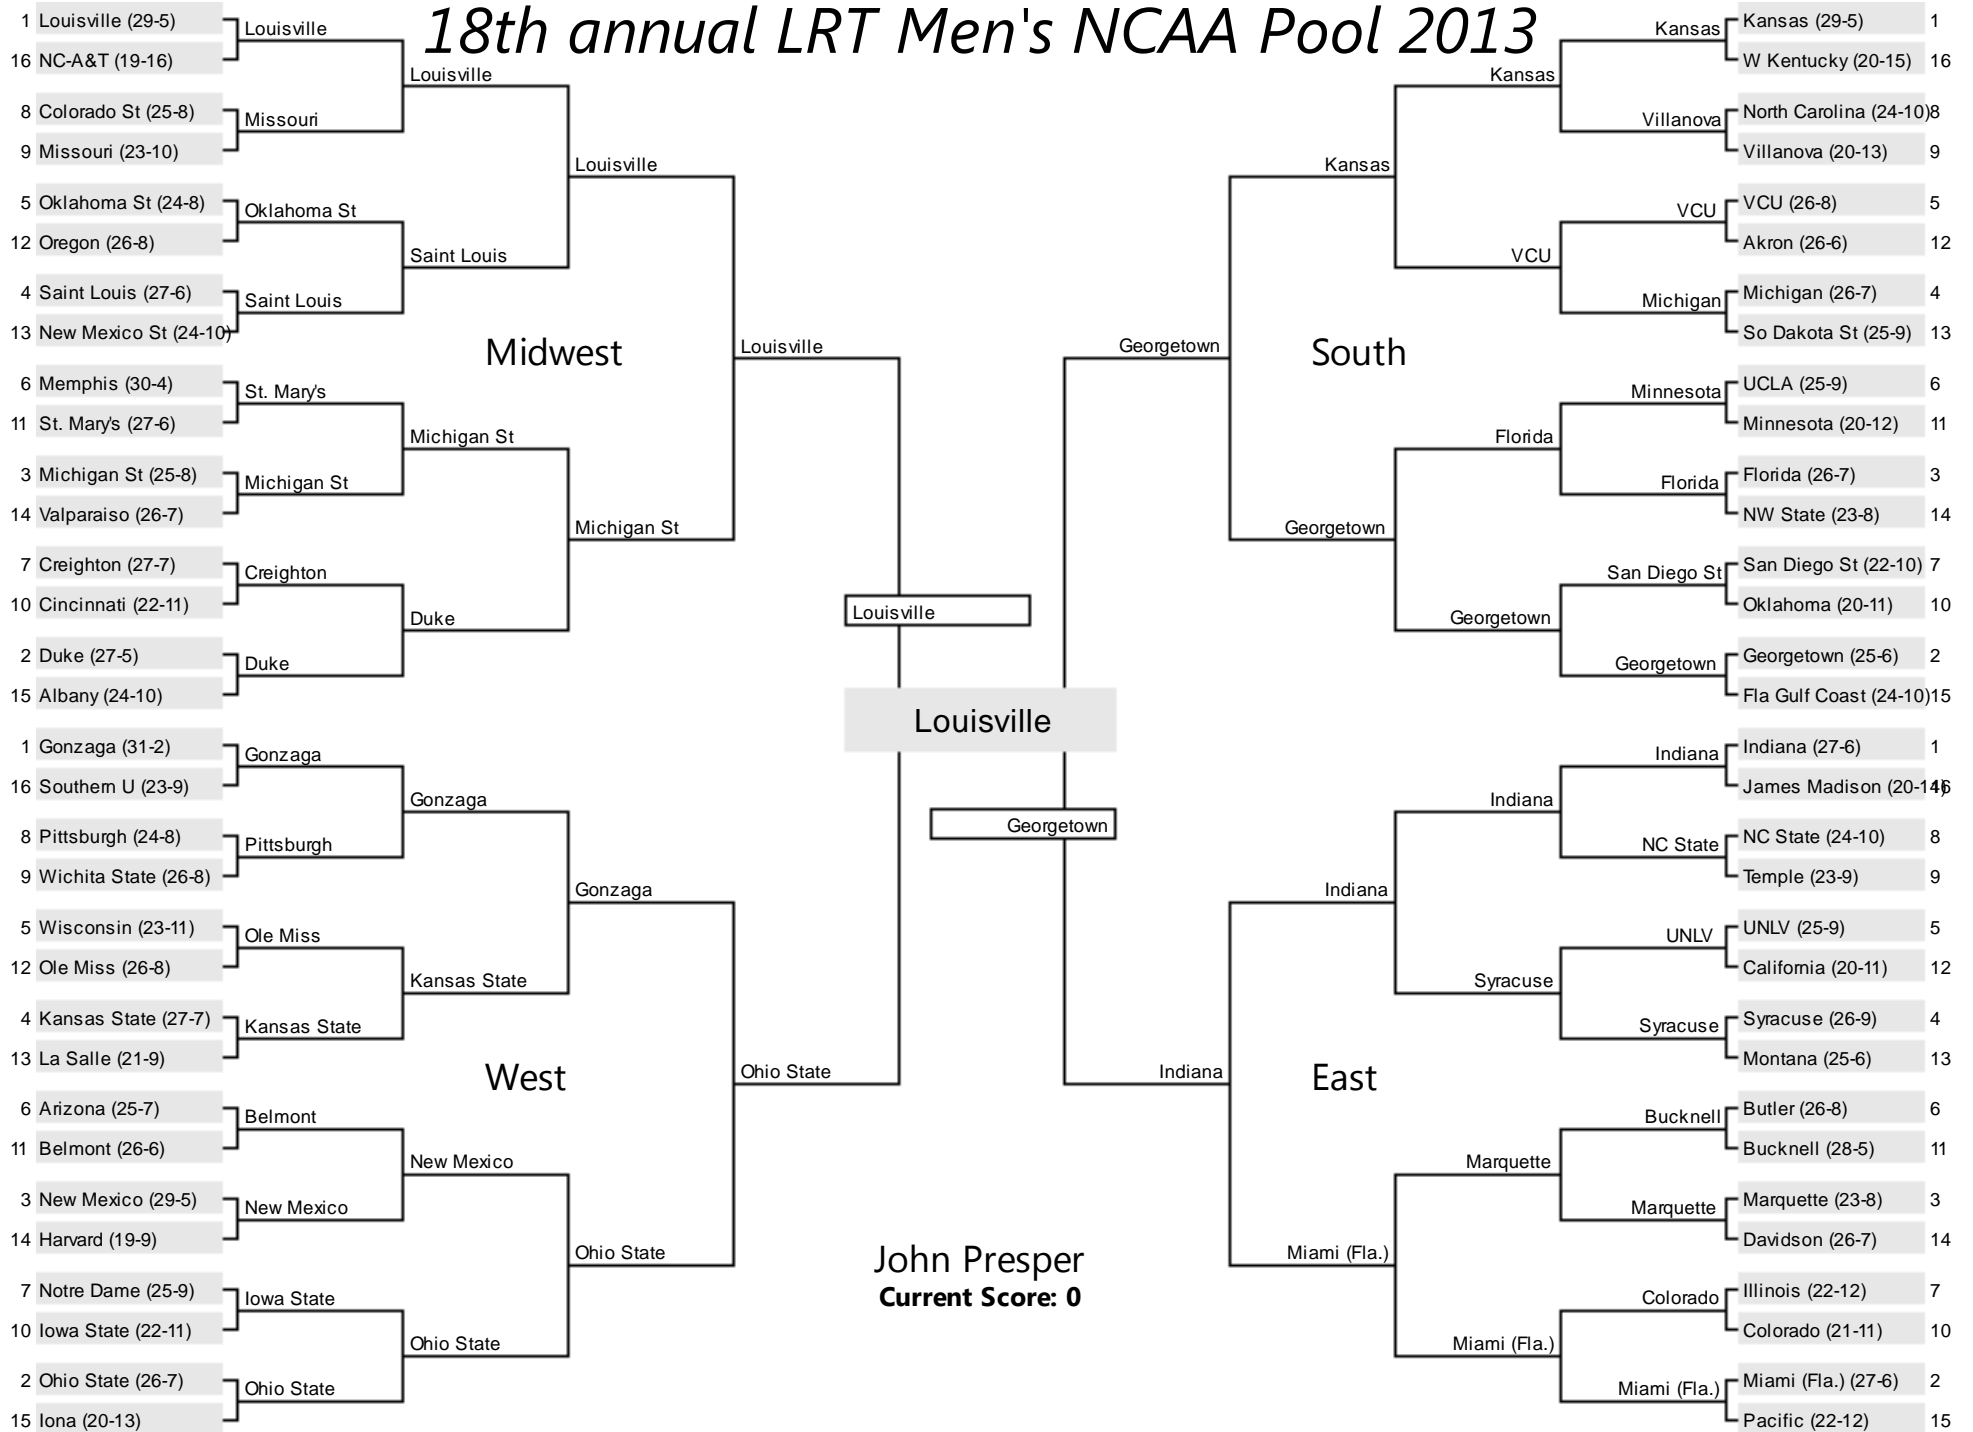 18th annual LRT Men's NCAA Pool 2013
1 Louisville (29-5)
16 NC-A&T (19-16)
8 Colorado St (25-8)
9 Missouri (23-10)
5 Oklahoma St (24-8)
12 Oregon (26-8)
4 Saint Louis (27-6)
13 New Mexico St (24-10)
6 Memphis (30-4)
11 St. Mary's (27-6)
3 Michigan St (25-8)
14 Valparaiso (26-7)
7 Creighton (27-7)
10 Cincinnati (22-11)
2 Duke (27-5)
15 Albany (24-10)
Louisville
Missouri
Oklahoma St
Saint Louis
St. Mary's
Michigan St
Creighton
Duke
Louisville
Saint Louis
Michigan St
Duke
Louisville
Michigan St
Midwest
Louisville
1 Gonzaga (31-2)
16 Southern U (23-9)
8 Pittsburgh (24-8)
9 Wichita State (26-8)
5 Wisconsin (23-11)
12 Ole Miss (26-8)
4 Kansas State (27-7)
13 La Salle (21-9)
6 Arizona (25-7)
11 Belmont (26-6)
3 New Mexico (29-5)
14 Harvard (19-9)
7 Notre Dame (25-9)
10 Iowa State (22-11)
2 Ohio State (26-7)
15 Iona (20-13)
Gonzaga
Pittsburgh
Ole Miss
Kansas State
Belmont
New Mexico
Iowa State
Ohio State
Gonzaga
Kansas State
New Mexico
Ohio State
Gonzaga
Ohio State
West
Ohio State
Louisville
Louisville
Georgetown
John Presper
Current Score: 0
Kansas (29-5) 1
W Kentucky (20-15) 16
North Carolina (24-10) 8
Villanova (20-13) 9
VCU (26-8) 5
Akron (26-6) 12
Michigan (26-7) 4
So Dakota St (25-9) 13
UCLA (25-9) 6
Minnesota (20-12) 11
Florida (26-7) 3
NW State (23-8) 14
San Diego St (22-10) 7
Oklahoma (20-11) 10
Georgetown (25-6) 2
Fla Gulf Coast (24-10) 15
Kansas
Villanova
VCU
Michigan
Minnesota
Florida
San Diego St
Georgetown
Kansas
VCU
Florida
Georgetown
Kansas
Georgetown
South
Georgetown
Indiana (27-6) 1
James Madison (20-14) 16
NC State (24-10) 8
Temple (23-9) 9
UNLV (25-9) 5
California (20-11) 12
Syracuse (26-9) 4
Montana (25-6) 13
Butler (26-8) 6
Bucknell (28-5) 11
Marquette (23-8) 3
Davidson (26-7) 14
Illinois (22-12) 7
Colorado (21-11) 10
Miami (Fla.) (27-6) 2
Pacific (22-12) 15
Indiana
NC State
UNLV
Syracuse
Bucknell
Marquette
Colorado
Miami (Fla.)
Indiana
Syracuse
Marquette
Miami (Fla.)
Indiana
Miami (Fla.)
East
Indiana